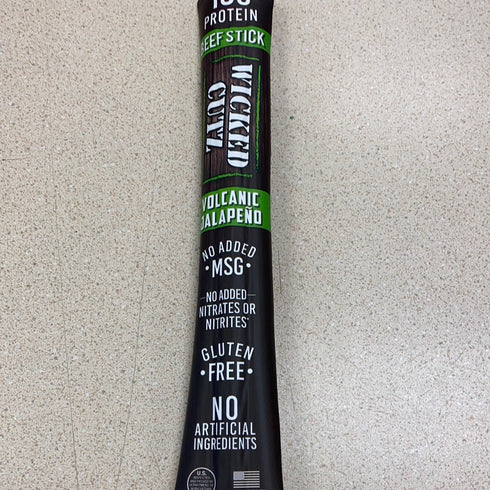 PROTEIN
BEEF STICK
WICKED
CUTZ
VOLCANIC
JALAPEÑO
NO ADDED
•MSG•
NO ADDED
NITRATES OR
NITRITES*
GLUTEN
•FREE•
NO
ARTIFICIAL
INGREDIENTS
U.S.